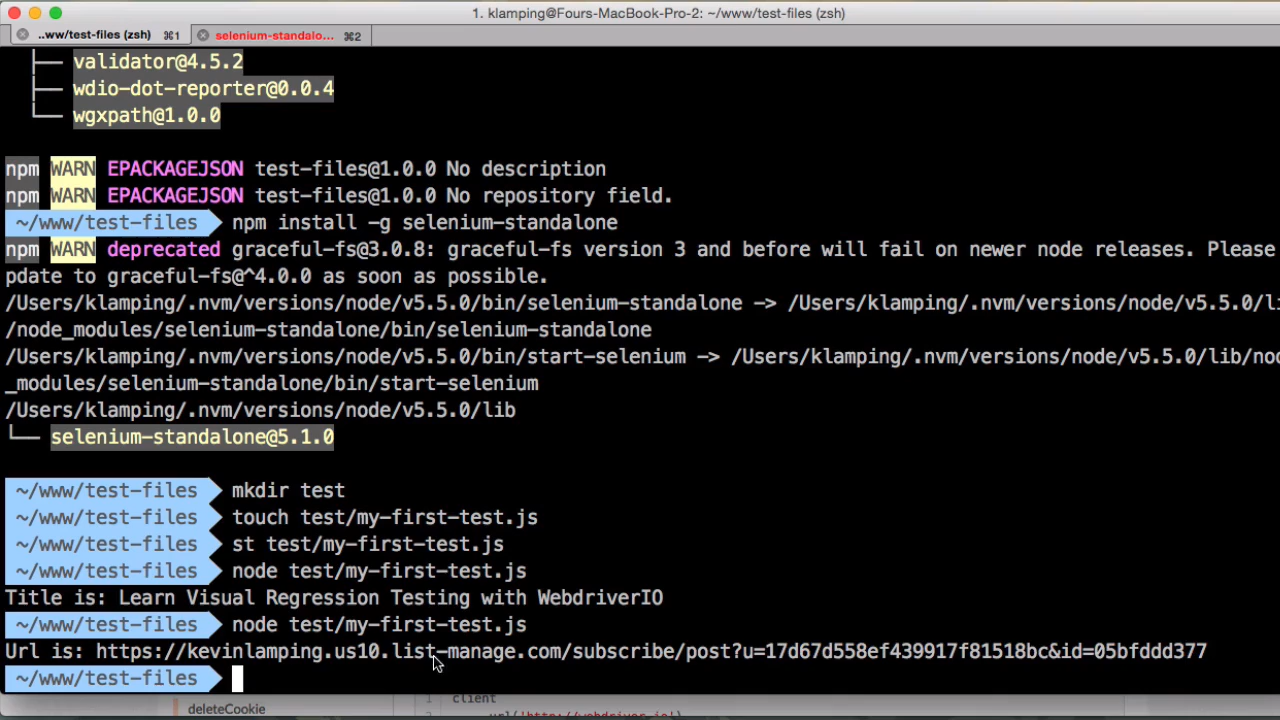 1. klamping@Fours-MacBook-Pro-2: ~/www/test-files (zsh)
..ww/test-files (zsh) ⌘1 selenium-standalo... ⌘2
├── validator@4.5.2
├── wdio-dot-reporter@0.0.4
└── wgxpath@1.0.0
npm WARN EPACKAGEJSON test-files@1.0.0 No description
npm WARN EPACKAGEJSON test-files@1.0.0 No repository field.
~/www/test-files npm install -g selenium-standalone
npm WARN deprecated graceful-fs@3.0.8: graceful-fs version 3 and before will fail on newer node releases. Please
pdate to graceful-fs@^4.0.0 as soon as possible.
/Users/klamping/.nvm/versions/node/v5.5.0/bin/selenium-standalone -> /Users/klamping/.nvm/versions/node/v5.5.0/li
/node_modules/selenium-standalone/bin/selenium-standalone
/Users/klamping/.nvm/versions/node/v5.5.0/bin/start-selenium -> /Users/klamping/.nvm/versions/node/v5.5.0/lib/no
_modules/selenium-standalone/bin/start-selenium
/Users/klamping/.nvm/versions/node/v5.5.0/lib
└── selenium-standalone@5.1.0
~/www/test-files mkdir test
~/www/test-files touch test/my-first-test.js
~/www/test-files st test/my-first-test.js
~/www/test-files node test/my-first-test.js
Title is: Learn Visual Regression Testing with WebdriverIO
~/www/test-files node test/my-first-test.js
Url is: https://kevinlamping.us10.list-manage.com/subscribe/post?u=17d67d558ef439917f81518bc&id=05bfddd377
~/www/test-files
deleteCookie
1 client